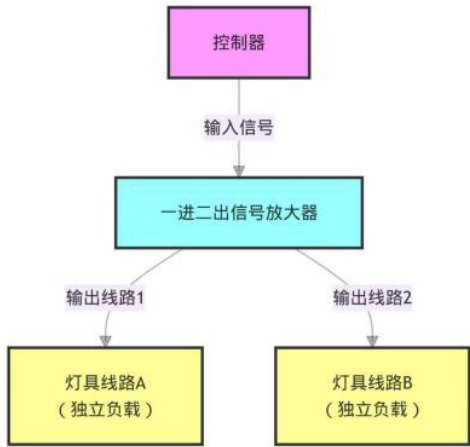 控制器
输入信号
一进二出信号放大器
输出线路1
输出线路2
灯具线路A
（独立负载）
灯具线路B
（独立负载）